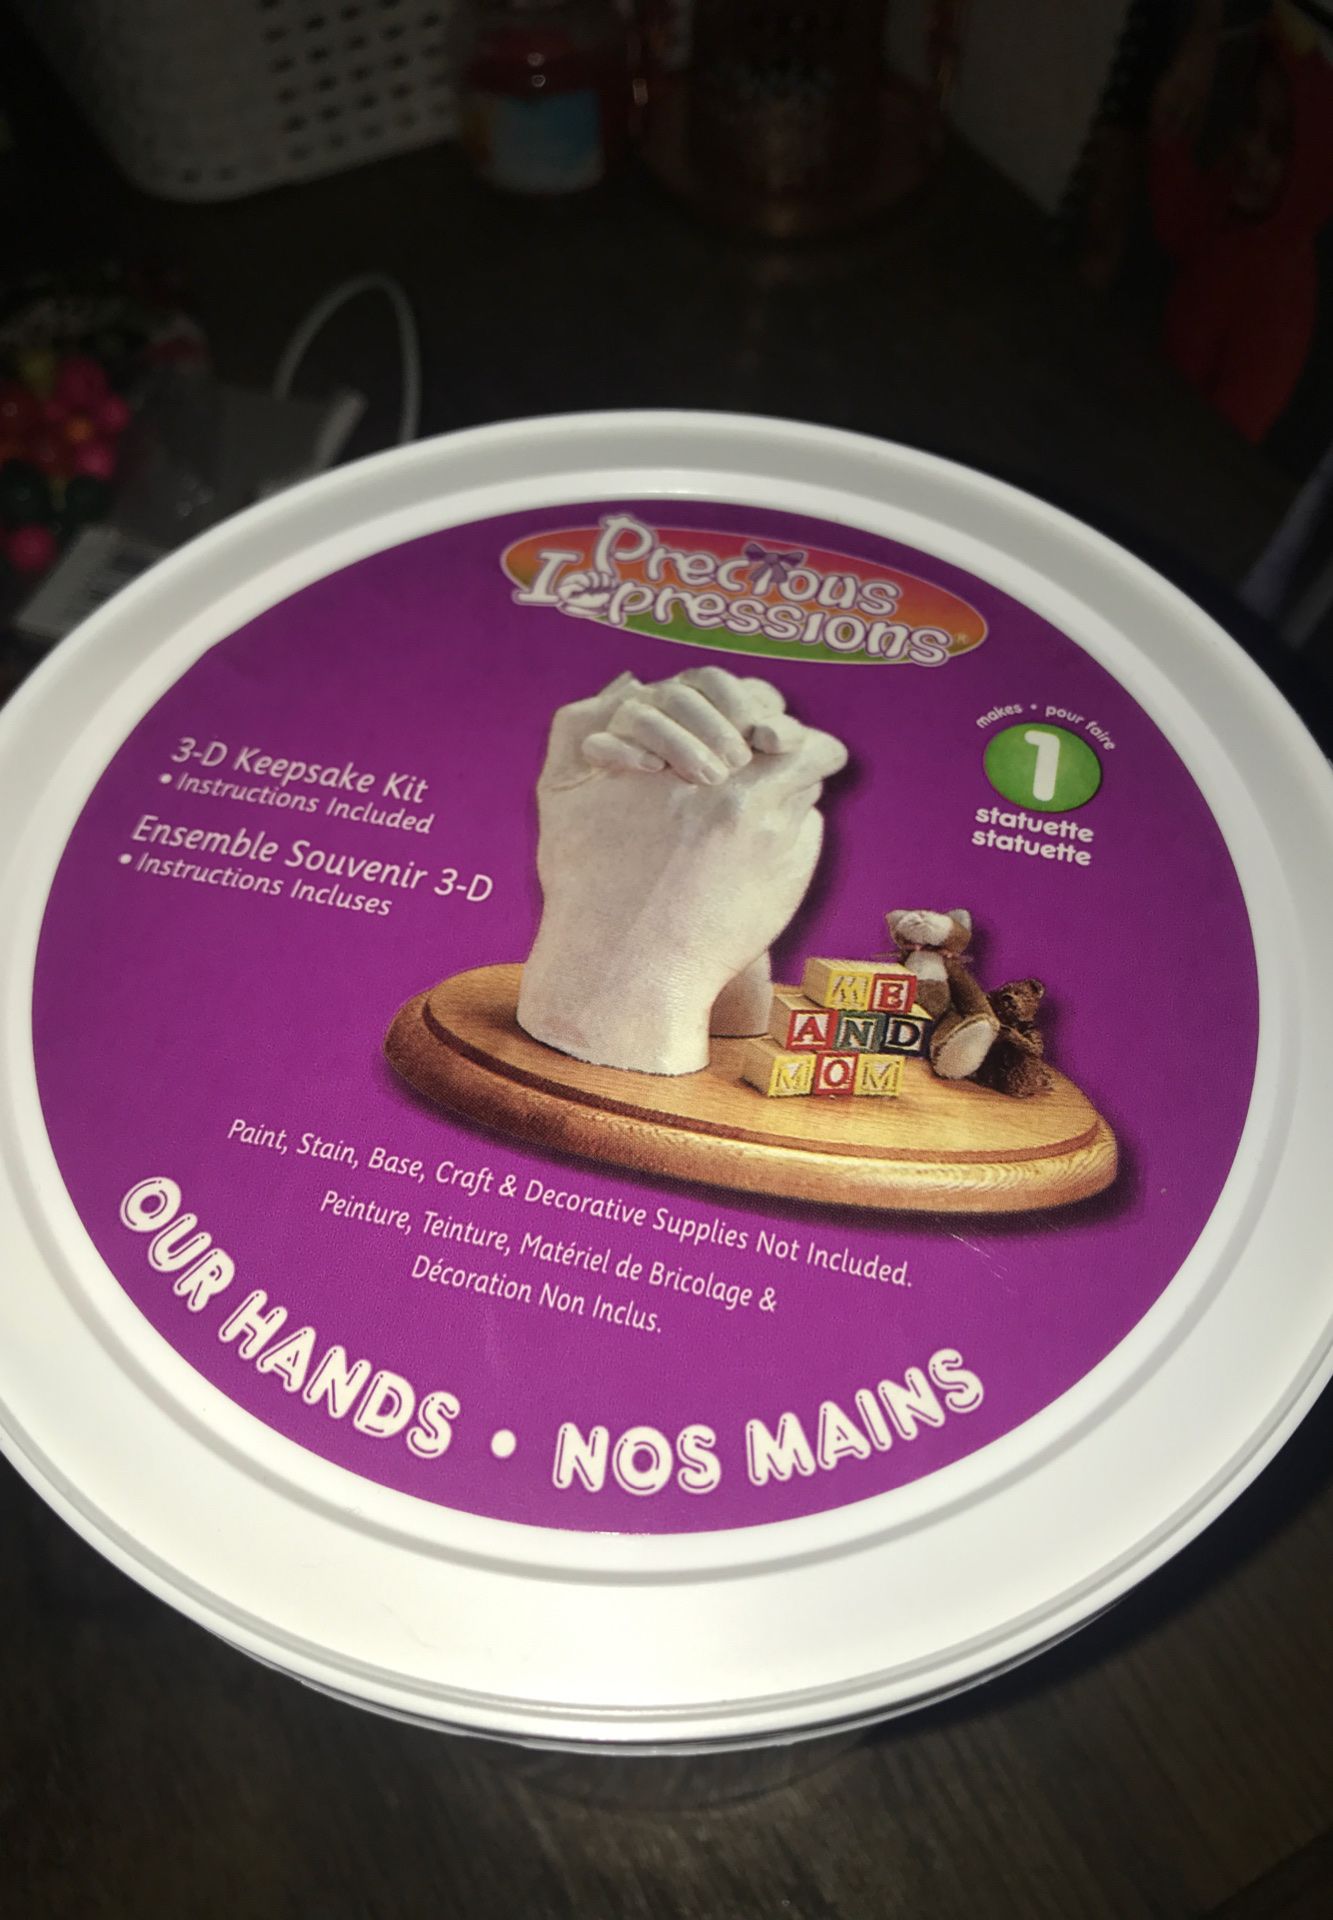 Precious
Impressions®
makes • pour faire
1
statuette
statuette
3-D Keepsake Kit
• Instructions Included
Ensemble Souvenir 3-D
• Instructions Incluses
ME
AND
MOM
Paint, Stain, Base, Craft & Decorative Supplies Not Included.
Peinture, Teinture, Matériel de Bricolage &
Décoration Non Inclus.
OUR HANDS • NOS MAINS